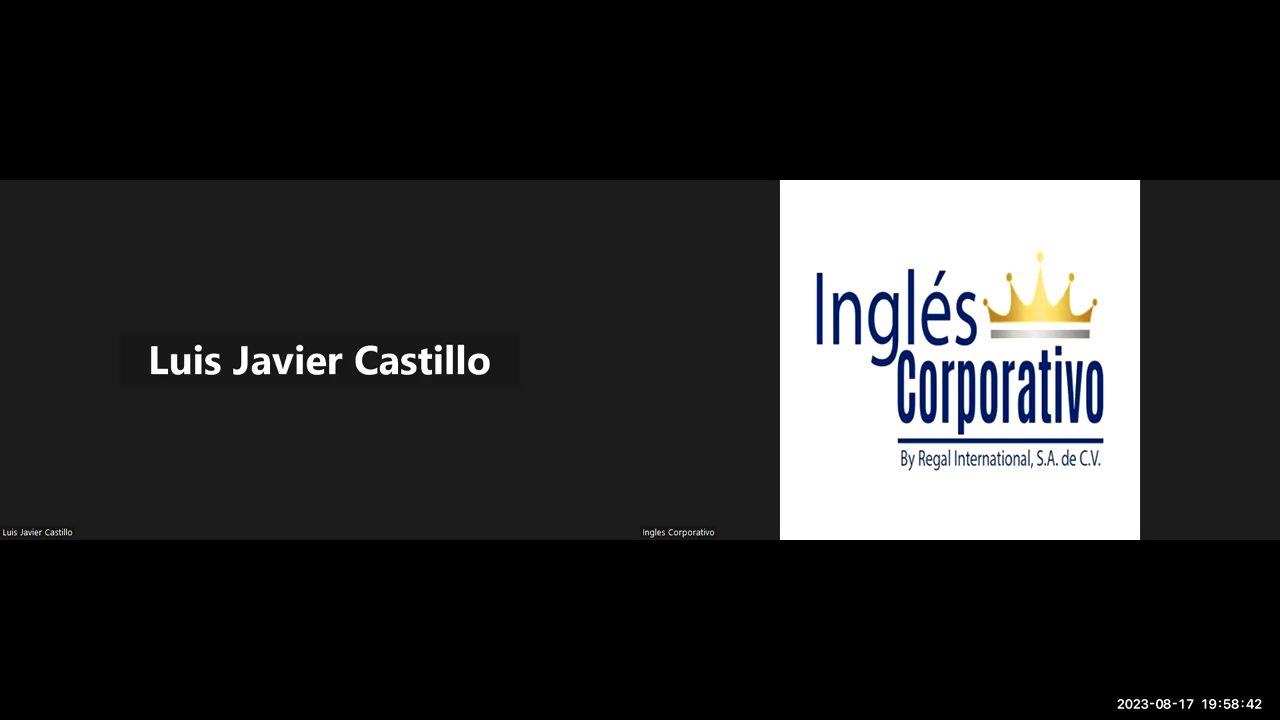 Luis Javier Castillo
Luis Javier Castillo
Inglés
Corporativo
By Regal International, S.A. de C.V.
Ingles Corporativo
2023-08-17 19:58:42